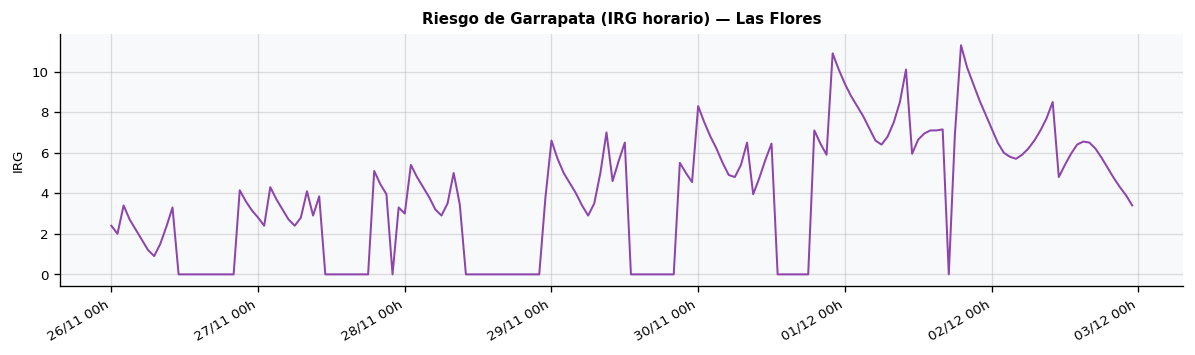 Riesgo de Garrapata (IRG horario) — Las Flores
IRG
10
8
6
4
2
0
26/11 00h
27/11 00h
28/11 00h
29/11 00h
30/11 00h
01/12 00h
02/12 00h
03/12 00h